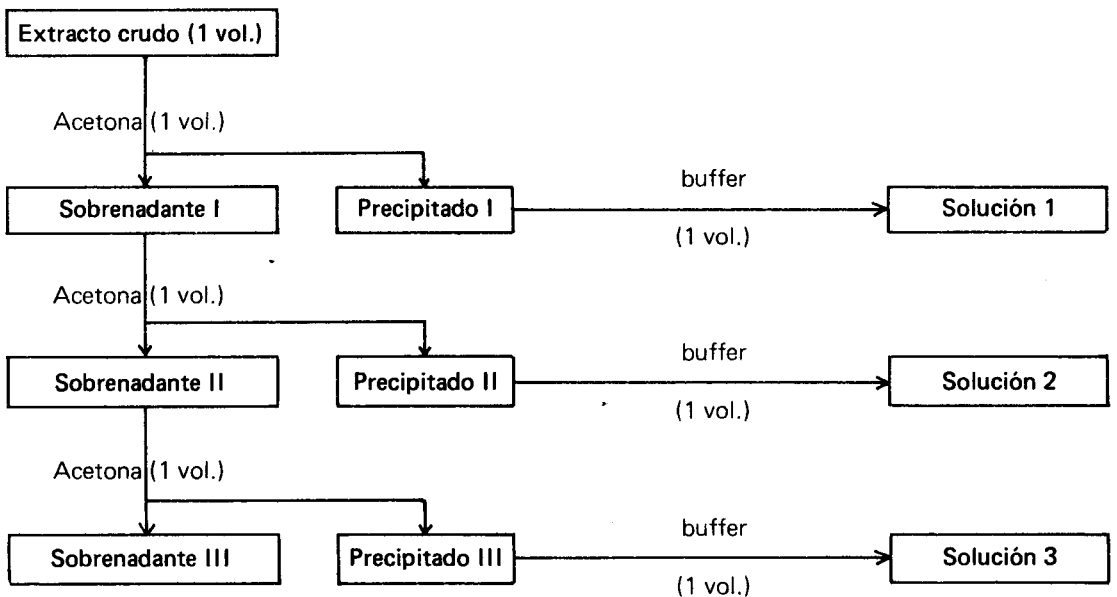 Extracto crudo (1 vol.)
Acetona (1 vol.)
Sobrenadante I
Precipitado I
buffer
(1 vol.)
Solución 1
Acetona (1 vol.)
Sobrenadante II
Precipitado II
buffer
(1 vol.)
Solución 2
Acetona (1 vol.)
Sobrenadante III
Precipitado III
buffer
(1 vol.)
Solución 3